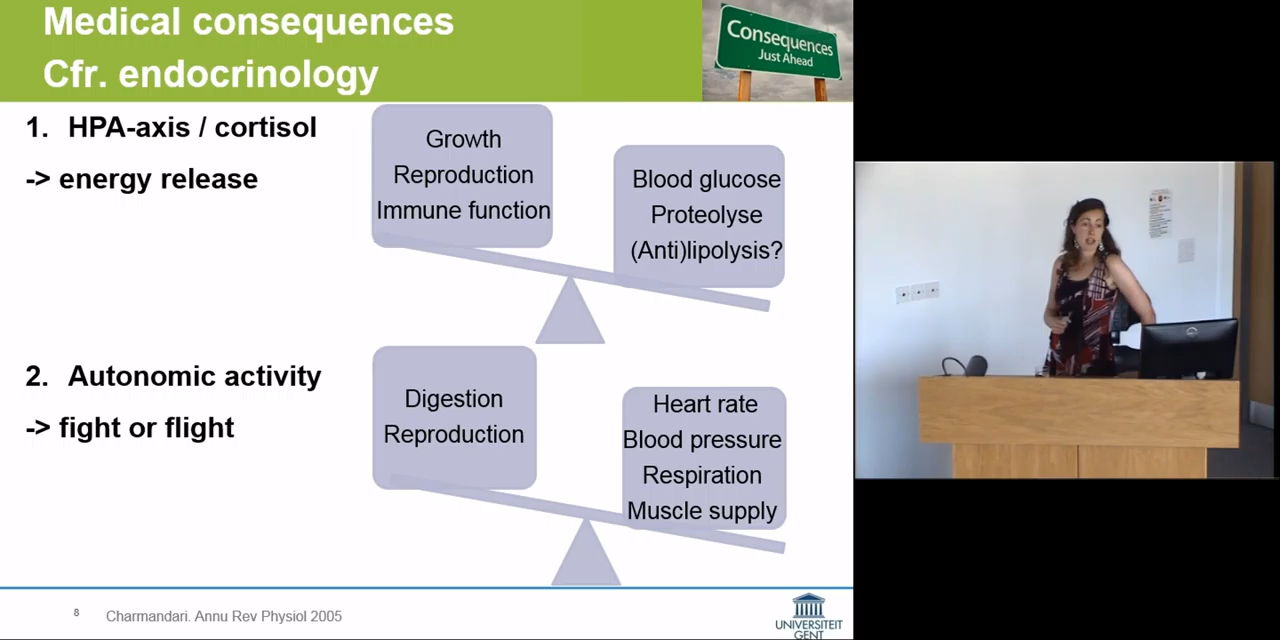 Medical consequences
Cfr. endocrinology
Consequences
Just Ahead
1. HPA-axis / cortisol
-> energy release
Growth
Reproduction
Immune function
Blood glucose
Proteolyse
(Anti)lipolysis?
2. Autonomic activity
-> fight or flight
Digestion
Reproduction
Heart rate
Blood pressure
Respiration
Muscle supply
8
Charmandari. Annu Rev Physiol 2005
UNIVERSITEIT
GENT